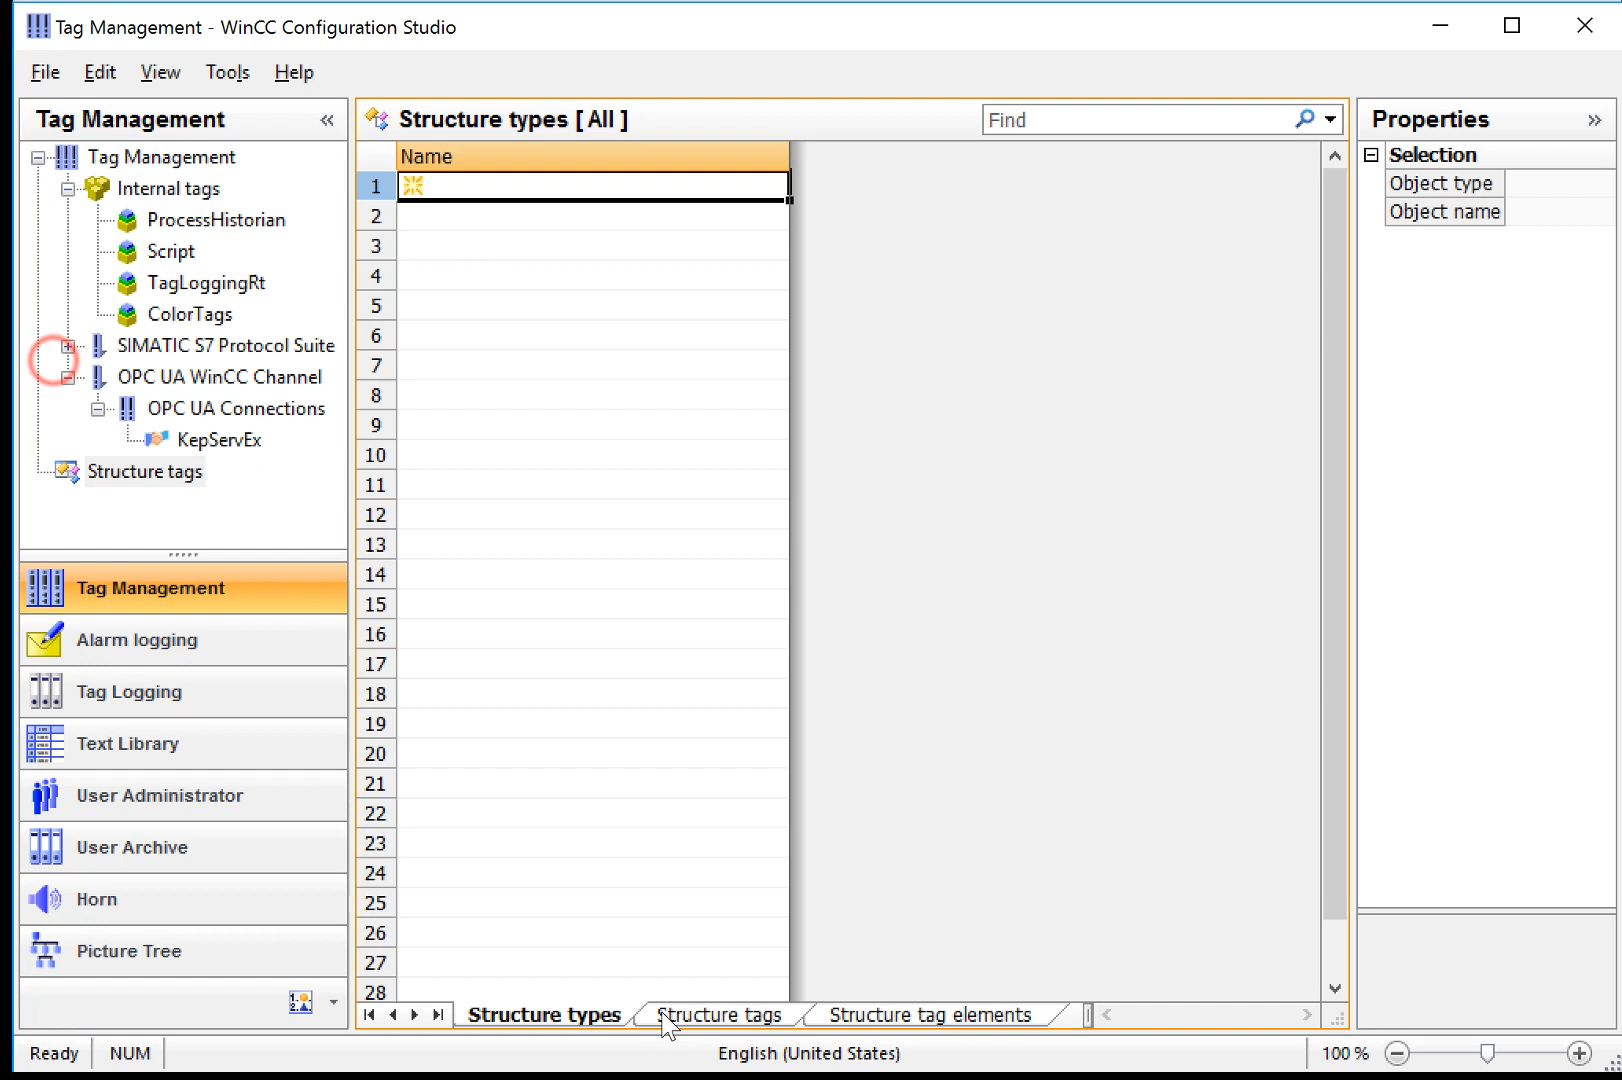 Tag Management - WinCC Configuration Studio
File Edit View Tools Help
Tag Management «
Tag Management
Internal tags
ProcessHistorian
Script
TagLoggingRt
ColorTags
SIMATIC S7 Protocol Suite
OPC UA WinCC Channel
OPC UA Connections
KepServEx
Structure tags
Tag Management
Alarm logging
Tag Logging
Text Library
User Administrator
User Archive
Horn
Picture Tree
Structure types [ All ]
Find
Name
1
2
3
4
5
6
7
8
9
10
11
12
13
14
15
16
17
18
19
20
21
22
23
24
25
26
27
28
Structure types Structure tags Structure tag elements
Properties »
Selection
Object type
Object name
Ready NUM English (United States) 100 %